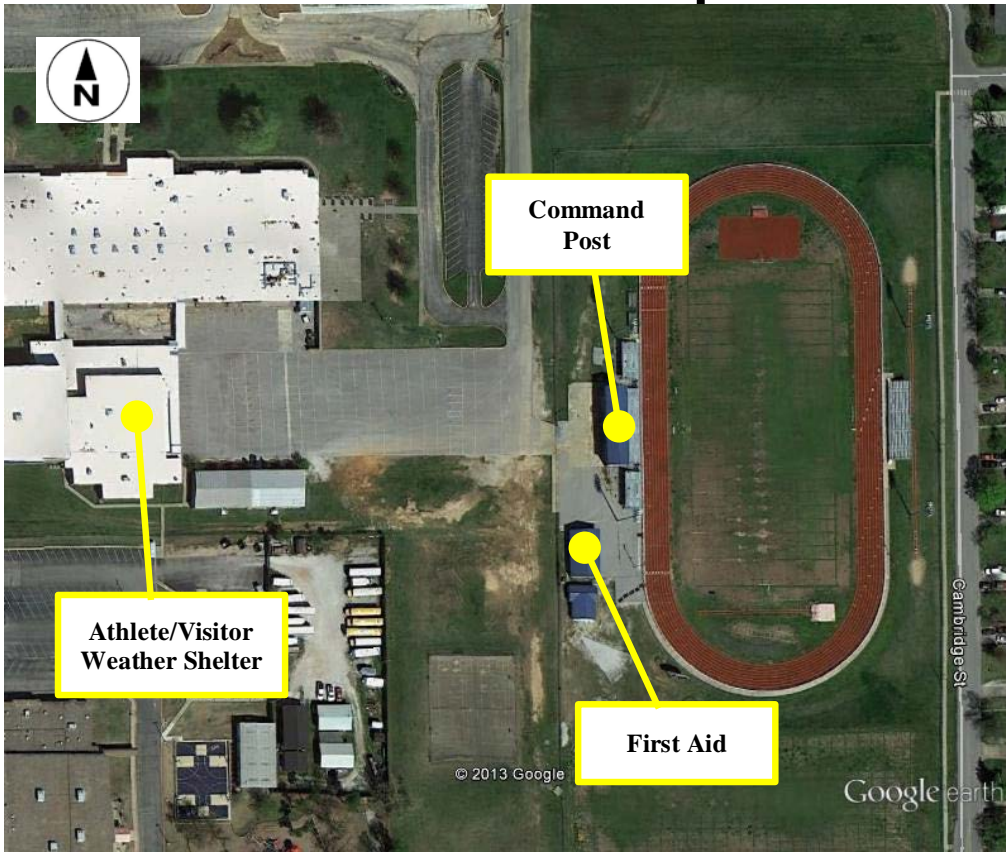 N
Command
Post
Athlete/Visitor
Weather Shelter
First Aid
Cambridge St
© 2013 Google
Google earth